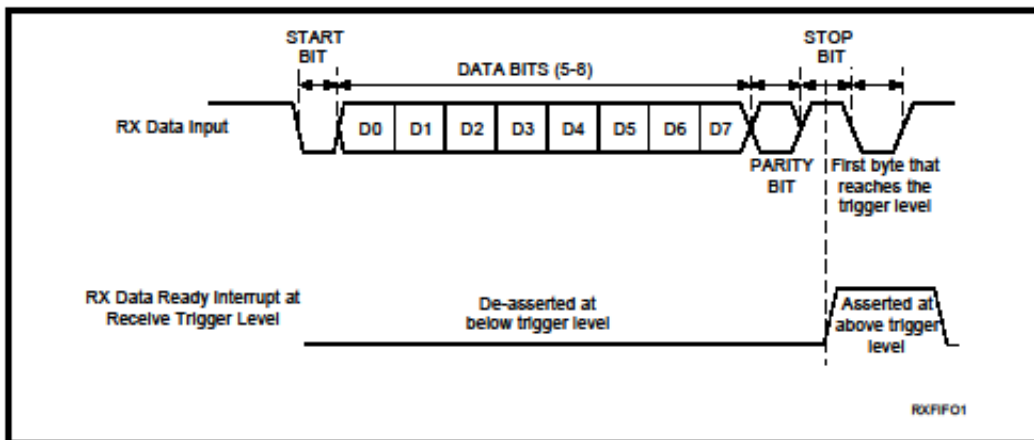 START
BIT
STOP
BIT
DATA BITS (5-8)
RX Data Input
D0 D1 D2 D3 D4 D5 D6 D7
PARITY
BIT
First byte that
reaches the
trigger level
RX Data Ready Interrupt at
Receive Trigger Level
De-asserted at
below trigger level
Asserted at
above trigger
level
RXFIFO1